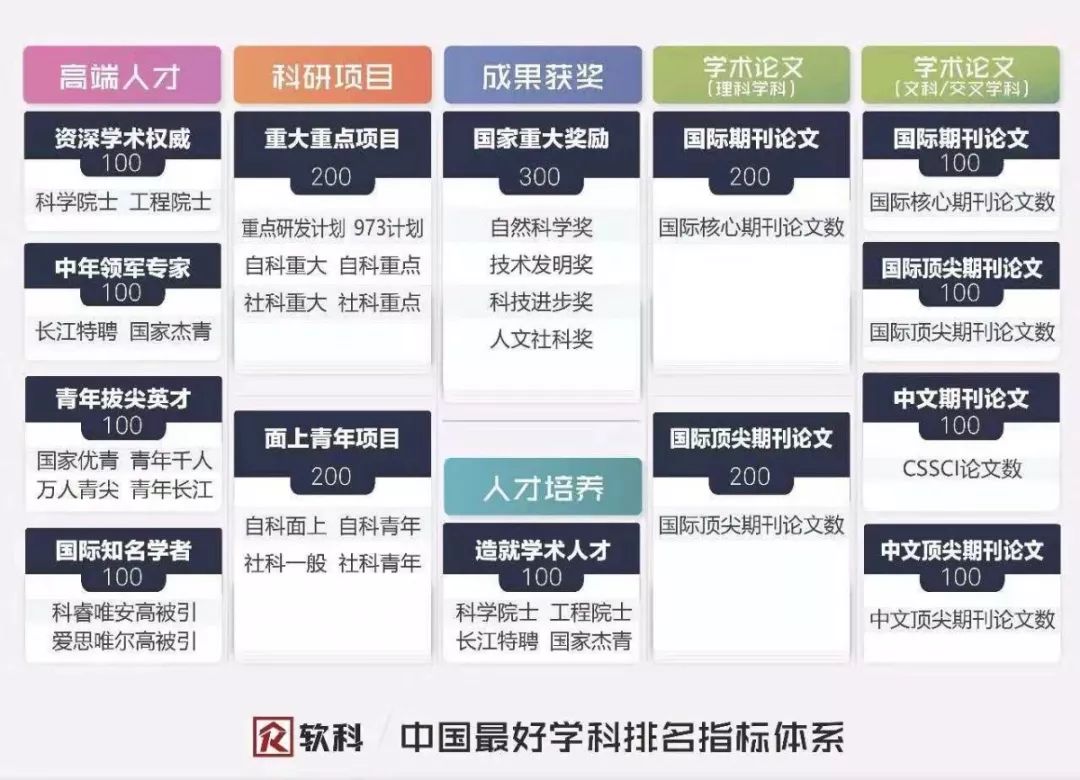 高端人才
资深学术权威
100
科学院士 工程院士
中年领军专家
100
长江特聘 国家杰青
青年拔尖英才
100
国家优青 青年千人
万人青尖 青年长江
国际知名学者
100
科睿唯安高被引
爱思唯尔高被引
科研项目
重大重点项目
200
重点研发计划 973计划
自科重大 自科重点
社科重大 社科重点
面上青年项目
200
自科面上 自科青年
社科一般 社科青年
成果获奖
国家重大奖励
300
自然科学奖
技术发明奖
科技进步奖
人文社科奖
人才培养
造就学术人才
100
科学院士 工程院士
长江特聘 国家杰青
学术论文
(理科学科)
国际期刊论文
200
国际核心期刊论文数
国际顶尖期刊论文
200
国际顶尖期刊论文数
学术论文
(文科/交叉学科)
国际期刊论文
100
国际核心期刊论文数
国际顶尖期刊论文
100
国际顶尖期刊论文数
中文期刊论文
100
CSSCI论文数
中文顶尖期刊论文
100
中文顶尖期刊论文数
软科 / 中国最好学科排名指标体系